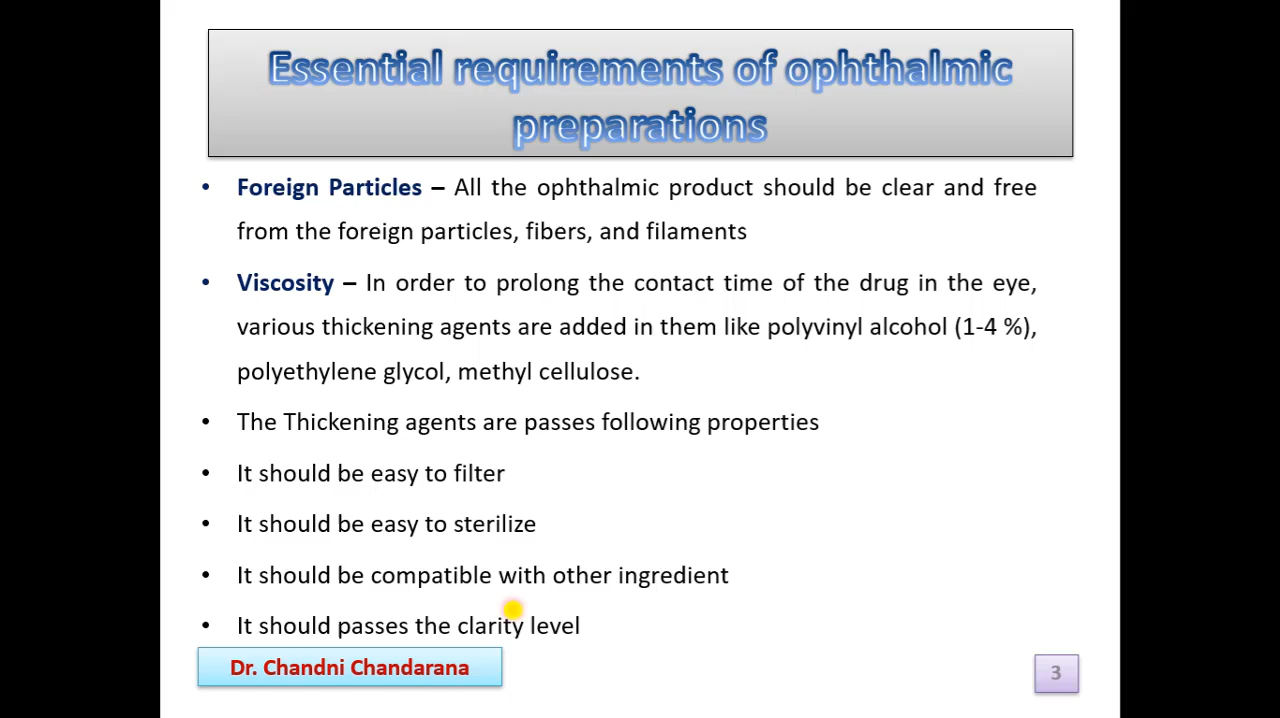 Essential requirements of ophthalmic
preparations
• Foreign Particles – All the ophthalmic product should be clear and free
from the foreign particles, fibers, and filaments
• Viscosity – In order to prolong the contact time of the drug in the eye,
various thickening agents are added in them like polyvinyl alcohol (1-4 %),
polyethylene glycol, methyl cellulose.
• The Thickening agents are passes following properties
• It should be easy to filter
• It should be easy to sterilize
• It should be compatible with other ingredient
• It should passes the clarity level
Dr. Chandni Chandarana
3